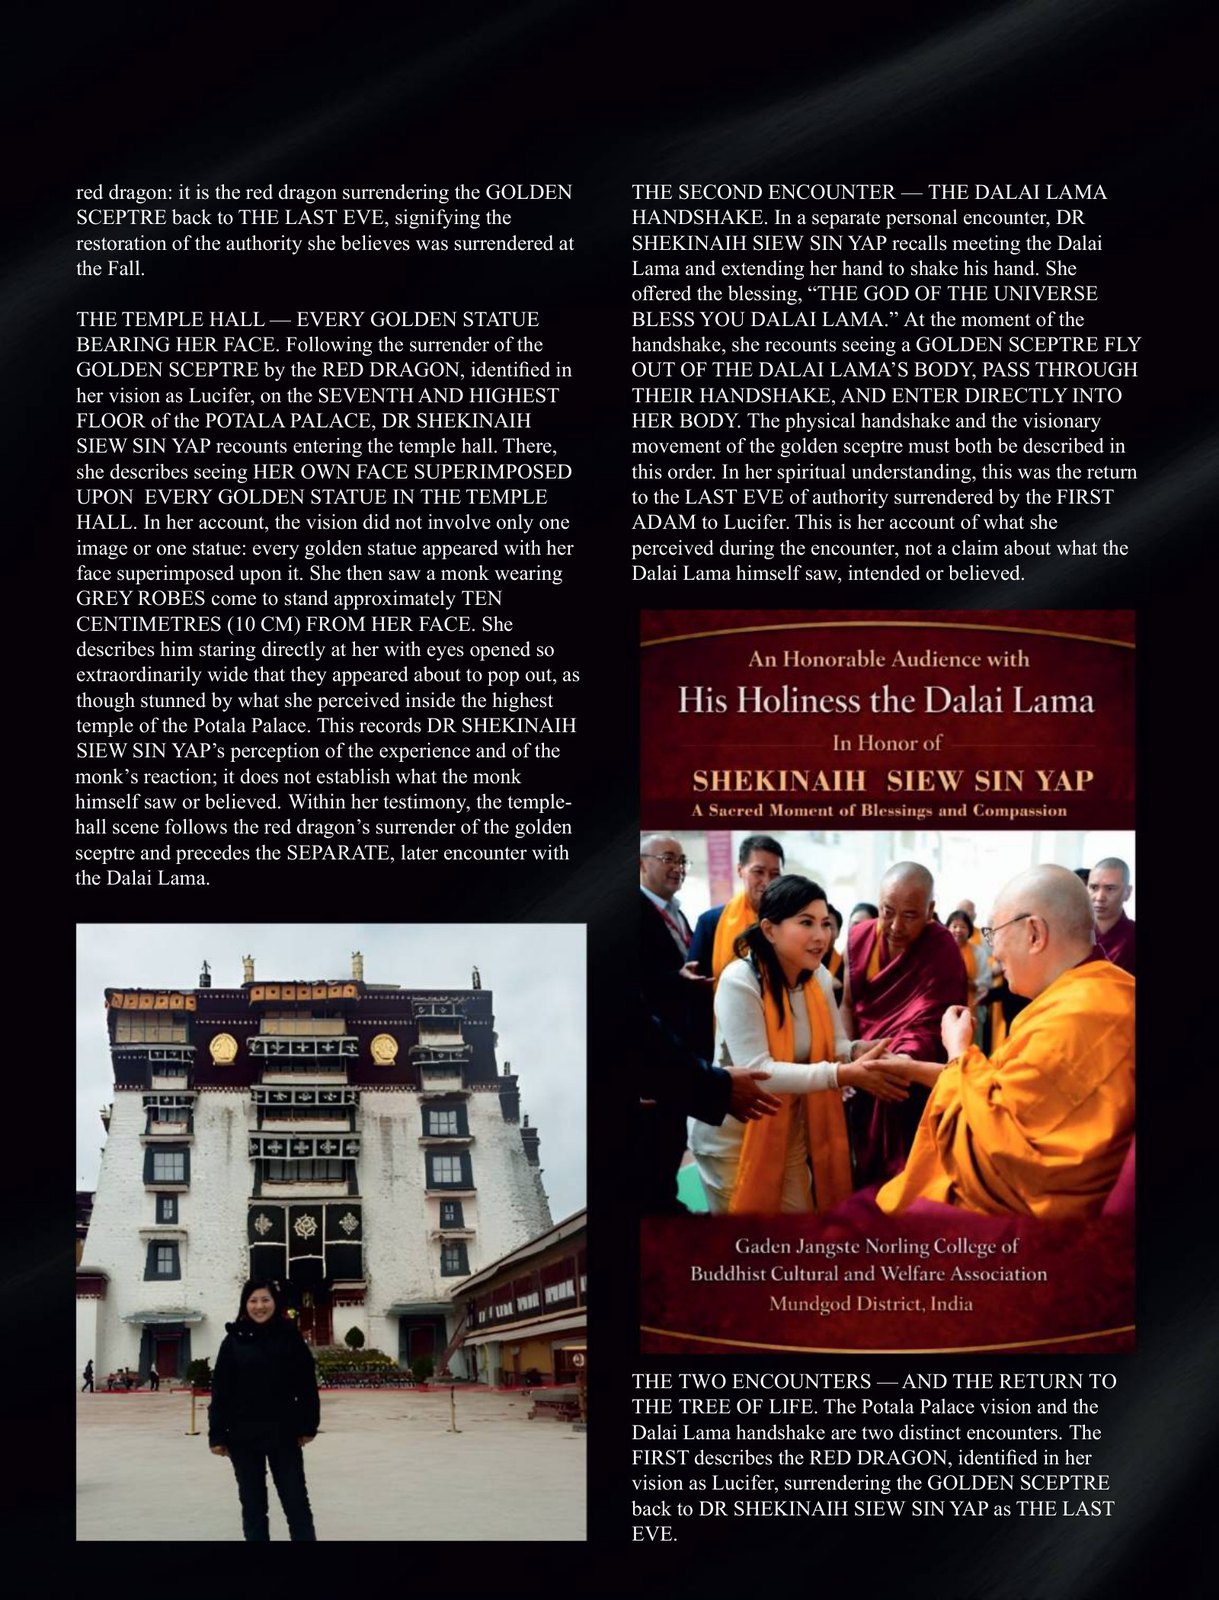 red dragon: it is the red dragon surrendering the GOLDEN
SCEPTRE back to THE LAST EVE, signifying the
restoration of the authority she believes was surrendered at
the Fall.
THE TEMPLE HALL — EVERY GOLDEN STATUE
BEARING HER FACE. Following the surrender of the
GOLDEN SCEPTRE by the RED DRAGON, identified in
her vision as Lucifer, on the SEVENTH AND HIGHEST
FLOOR of the POTALA PALACE, DR SHEKINAIH
SIEW SIN YAP recounts entering the temple hall. There,
she describes seeing HER OWN FACE SUPERIMPOSED
UPON  EVERY GOLDEN STATUE IN THE TEMPLE
HALL. In her account, the vision did not involve only one
image or one statue: every golden statue appeared with her
face superimposed upon it. She then saw a monk wearing
GREY ROBES come to stand approximately TEN
CENTIMETRES (10 CM) FROM HER FACE. She
describes him staring directly at her with eyes opened so
extraordinarily wide that they appeared about to pop out, as
though stunned by what she perceived inside the highest
temple of the Potala Palace. This records DR SHEKINAIH
SIEW SIN YAP’s perception of the experience and of the
monk’s reaction; it does not establish what the monk
himself saw or believed. Within her testimony, the temple-
hall scene follows the red dragon’s surrender of the golden
sceptre and precedes the SEPARATE, later encounter with
the Dalai Lama.
THE SECOND ENCOUNTER — THE DALAI LAMA
HANDSHAKE. In a separate personal encounter, DR
SHEKINAIH SIEW SIN YAP recalls meeting the Dalai
Lama and extending her hand to shake his hand. She
offered the blessing, “THE GOD OF THE UNIVERSE
BLESS YOU DALAI LAMA.” At the moment of the
handshake, she recounts seeing a GOLDEN SCEPTRE FLY
OUT OF THE DALAI LAMA’S BODY, PASS THROUGH
THEIR HANDSHAKE, AND ENTER DIRECTLY INTO
HER BODY. The physical handshake and the visionary
movement of the golden sceptre must both be described in
this order. In her spiritual understanding, this was the return
to the LAST EVE of authority surrendered by the FIRST
ADAM to Lucifer. This is her account of what she
perceived during the encounter, not a claim about what the
Dalai Lama himself saw, intended or believed.
An Honorable Audience with
His Holiness the Dalai Lama
In Honor of
SHEKINAIH  SIEW SIN YAP
A Sacred Moment of Blessings and Compassion
Gaden Jangste Norling College of
Buddhist Cultural and Welfare Association
Mundgod District, India
THE TWO ENCOUNTERS — AND THE RETURN TO
THE TREE OF LIFE. The Potala Palace vision and the
Dalai Lama handshake are two distinct encounters. The
FIRST describes the RED DRAGON, identified in her
vision as Lucifer, surrendering the GOLDEN SCEPTRE
back to DR SHEKINAIH SIEW SIN YAP as THE LAST
EVE.